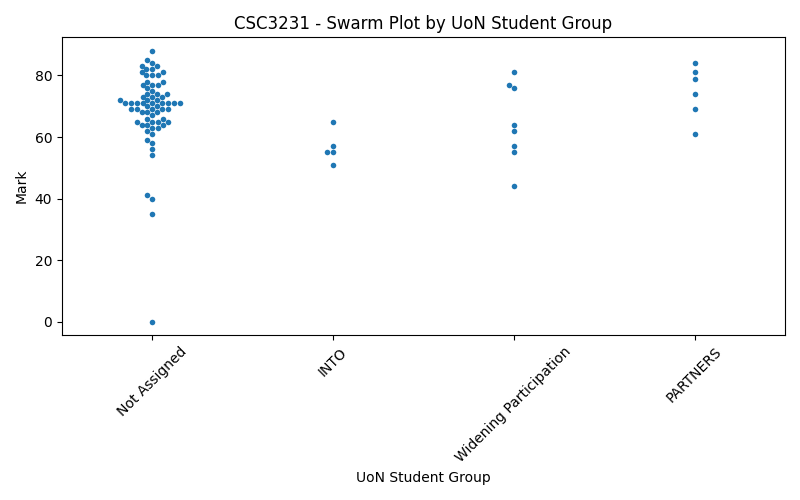 CSC3231 - Swarm Plot by UoN Student Group
Mark
80
60
40
20
0
Not Assigned
INTO
Widening Participation
PARTNERS
UoN Student Group